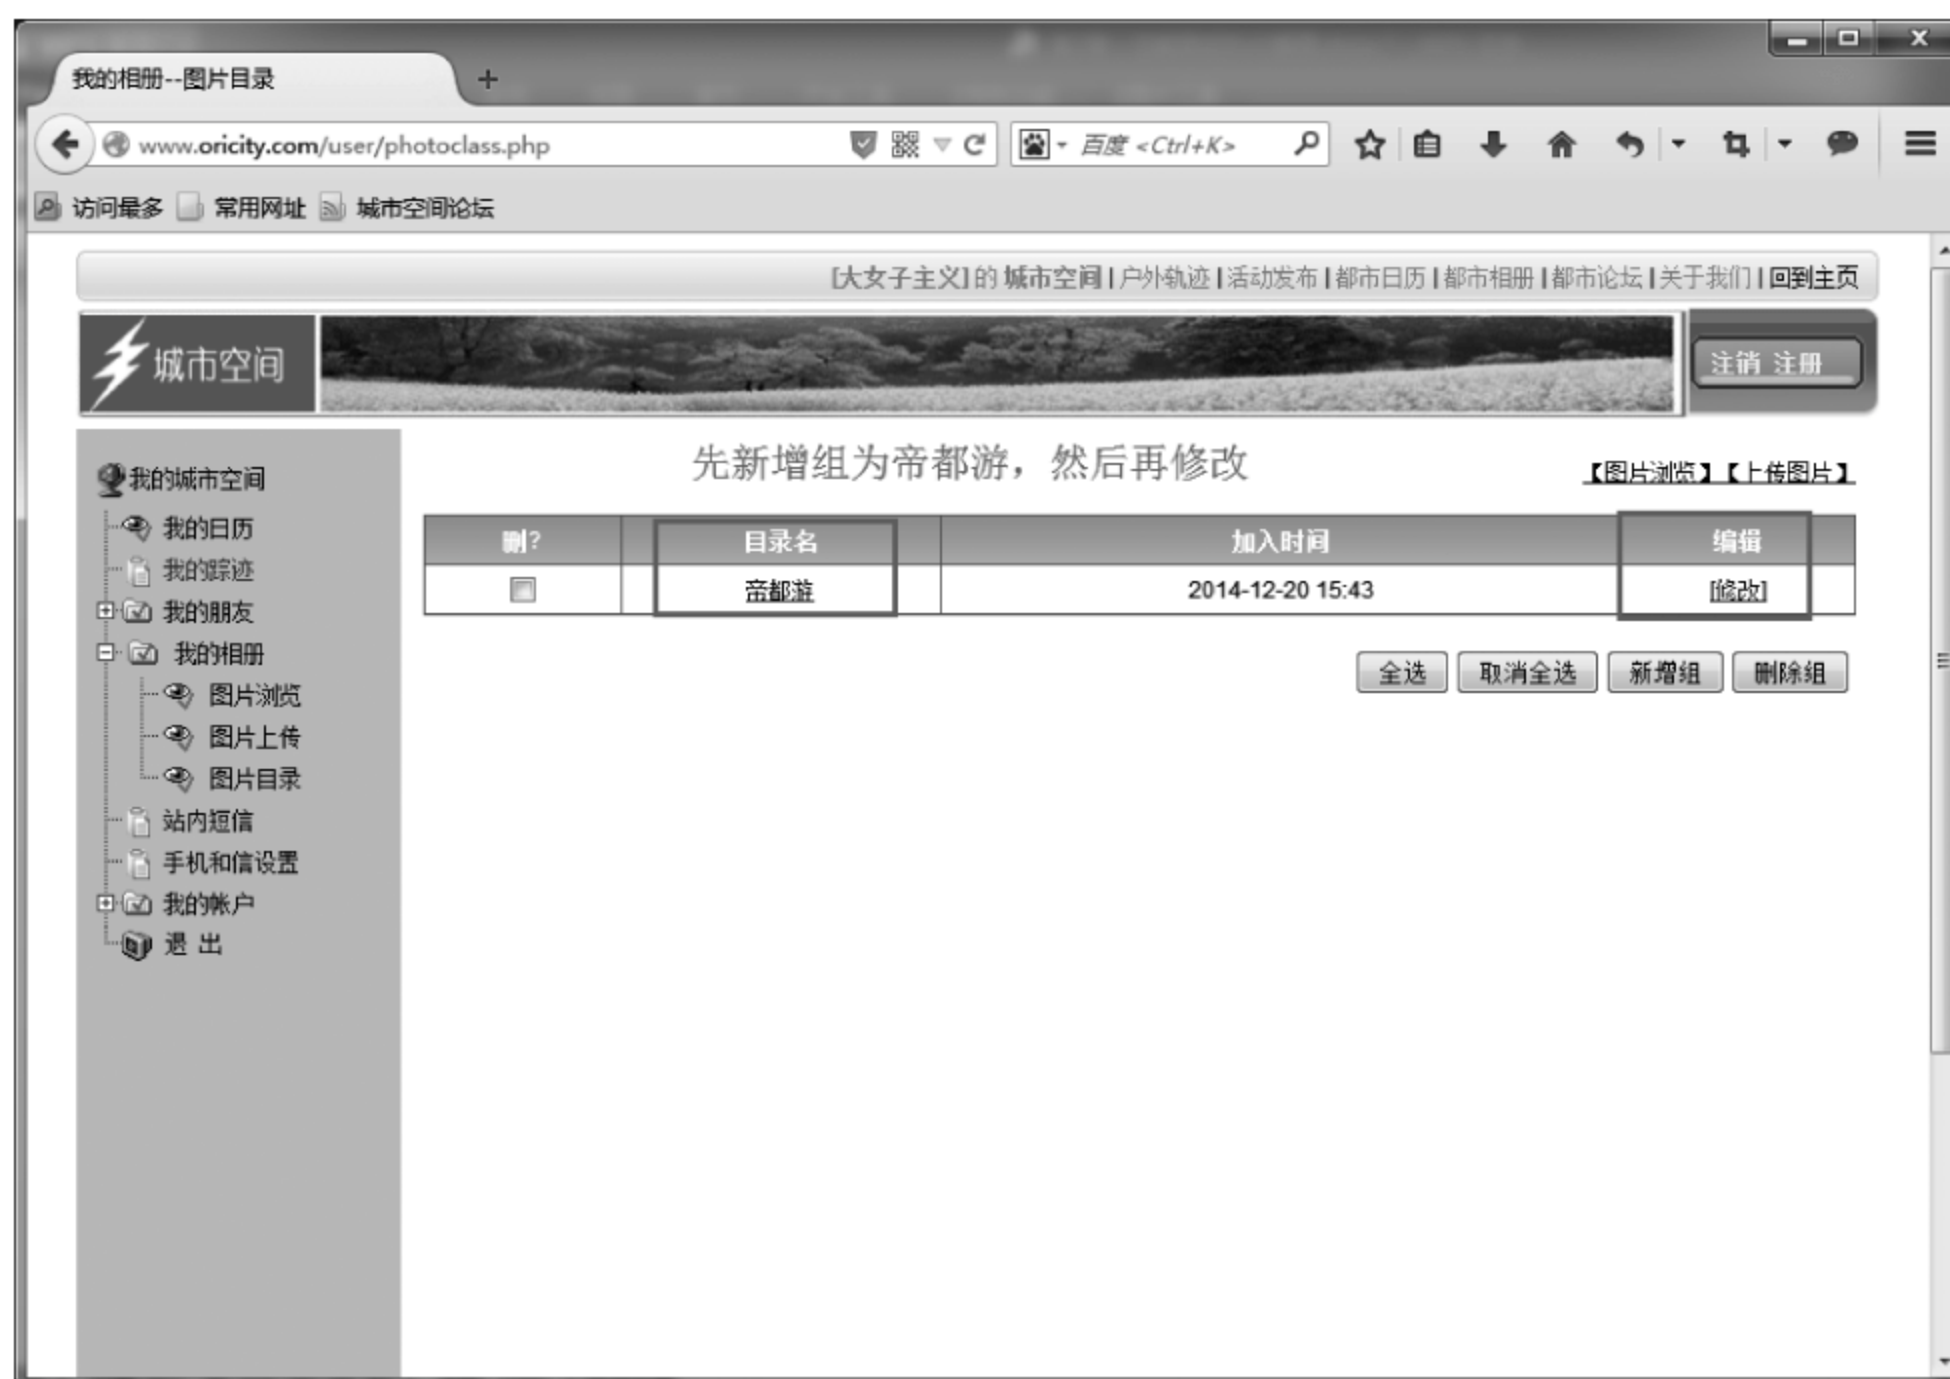 我的相册--图片目录
www.oricity.com/user/photoclass.php
百度 <Ctrl+K>
访问最多 常用网址 城市空间论坛
[大女子主义]的 城市空间 | 户外轨迹 | 活动发布 | 都市日历 | 都市相册 | 都市论坛 | 关于我们 | 回到主页
城市空间
注销 注册
先新增组为帝都游，然后再修改
【图片浏览】【上传图片】
我的城市空间
我的日历
我的踪迹
我的朋友
我的相册
图片浏览
图片上传
图片目录
站内短信
手机和信设置
我的帐户
退 出
删? 目录名 加入时间 编辑
帝都游 2014-12-20 15:43 [修改]
全选 取消全选 新增组 删除组